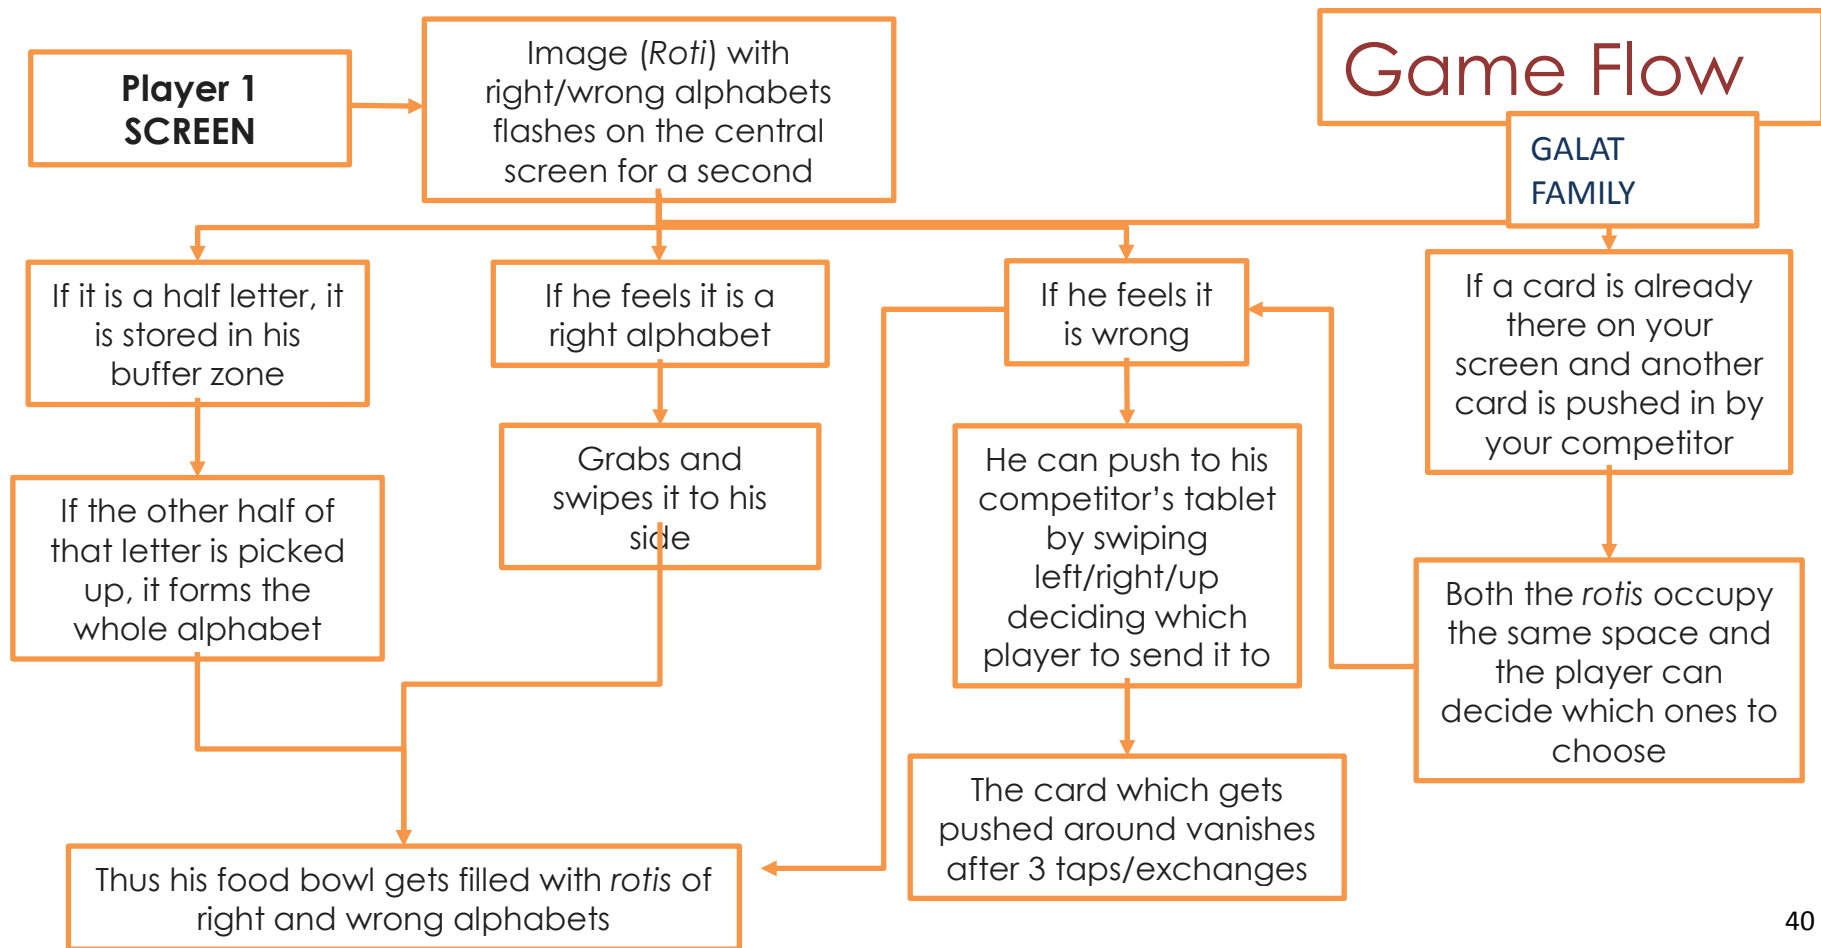 Player 1
SCREEN
Image (Roti) with
right/wrong alphabets
flashes on the central
screen for a second
Game Flow
GALAT
FAMILY
If it is a half letter, it
is stored in his
buffer zone
If he feels it is a
right alphabet
If he feels it
is wrong
If a card is already
there on your
screen and another
card is pushed in by
your competitor
If the other half of
that letter is picked
up, it forms the
whole alphabet
Grabs and
swipes it to his
side
He can push to his
competitor’s tablet
by swiping
left/right/up
deciding which
player to send it to
Both the rotis occupy
the same space and
the player can
decide which ones to
choose
The card which gets
pushed around vanishes
after 3 taps/exchanges
Thus his food bowl gets filled with rotis of
right and wrong alphabets
40